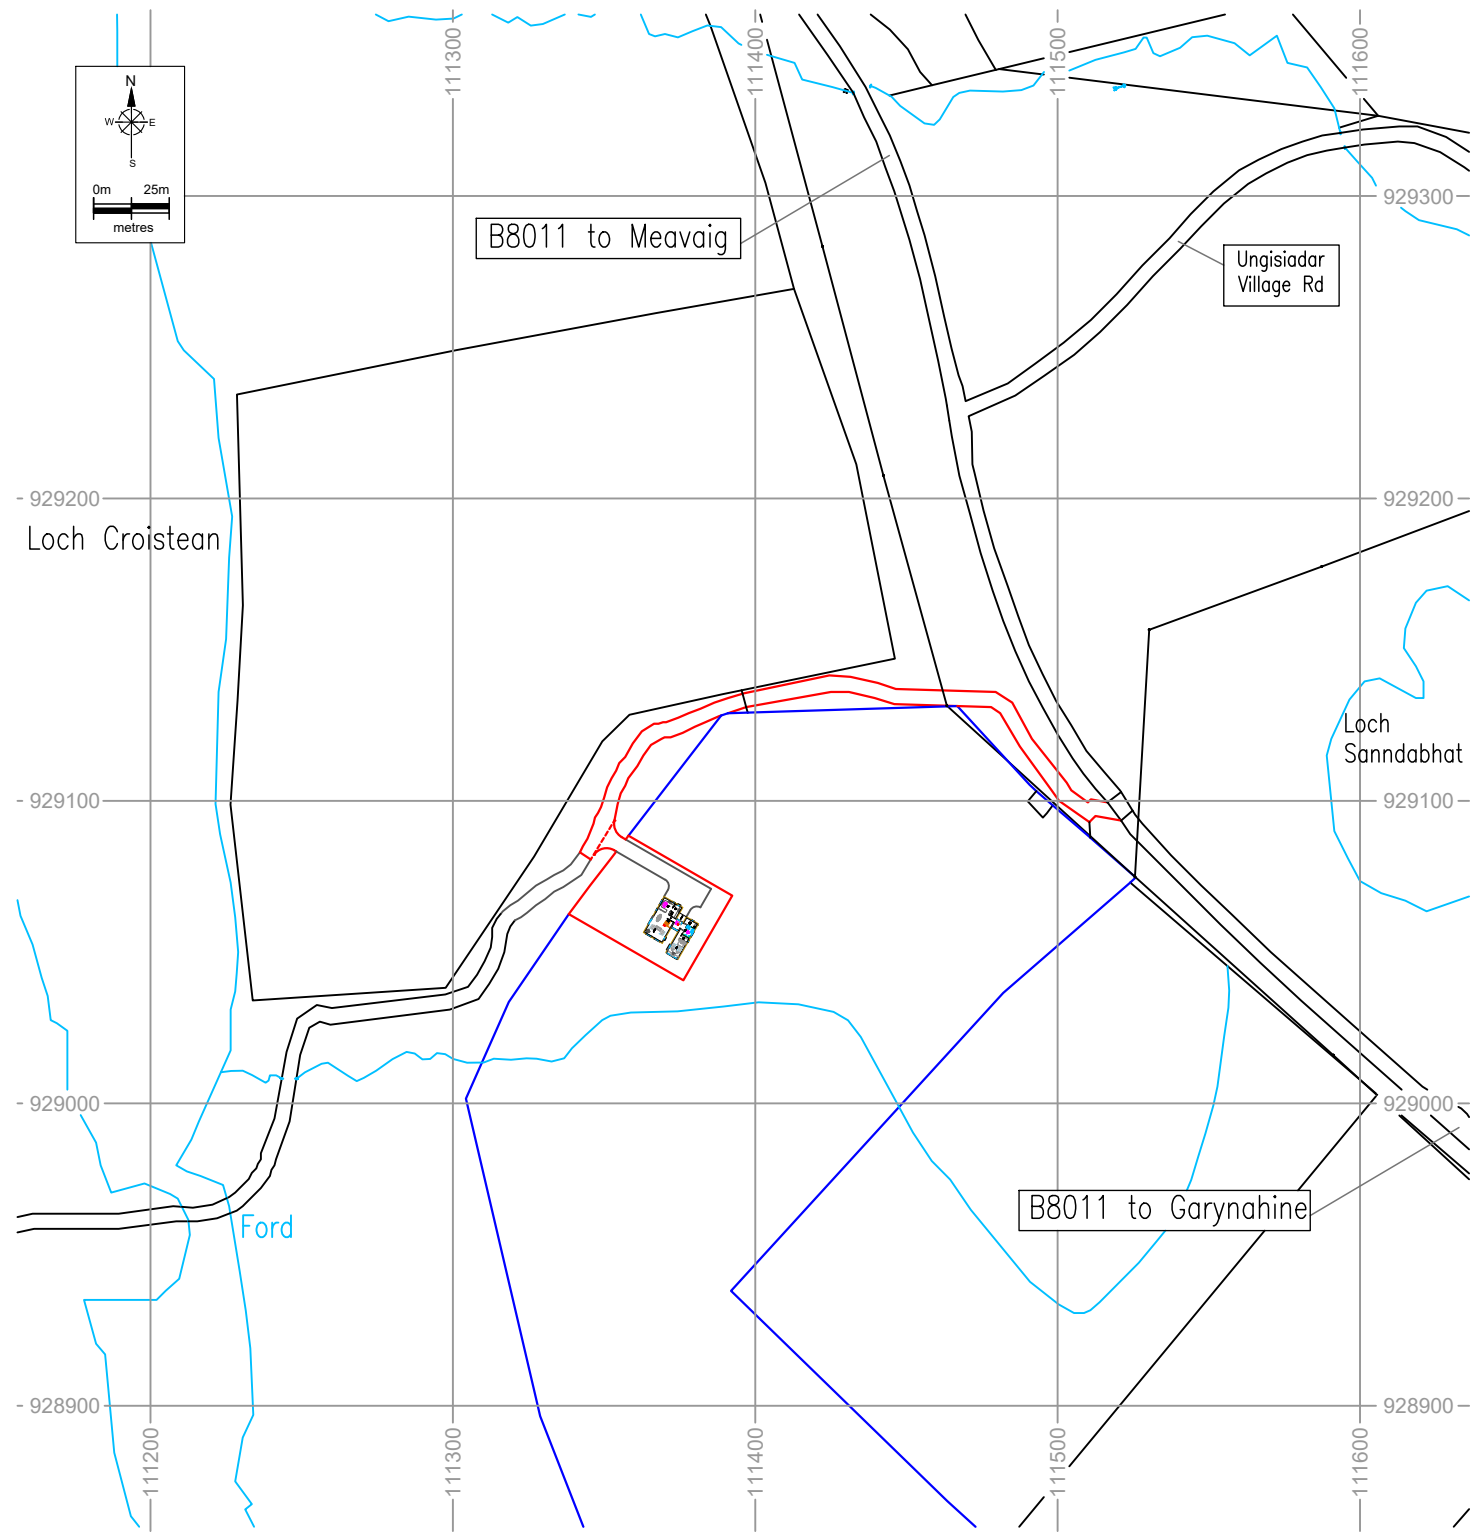 111300
111400
111500
111600
N
W
E
S
0m 25m
metres
929300
B8011 to Meavaig
Ungisiadar
Village Rd
929200
929200
Loch Croistean
Loch
Sanndabhat
929100
929100
929000
929000
B8011 to Garynahine
Ford
928900
928900
111200
111300
111400
111500
111600